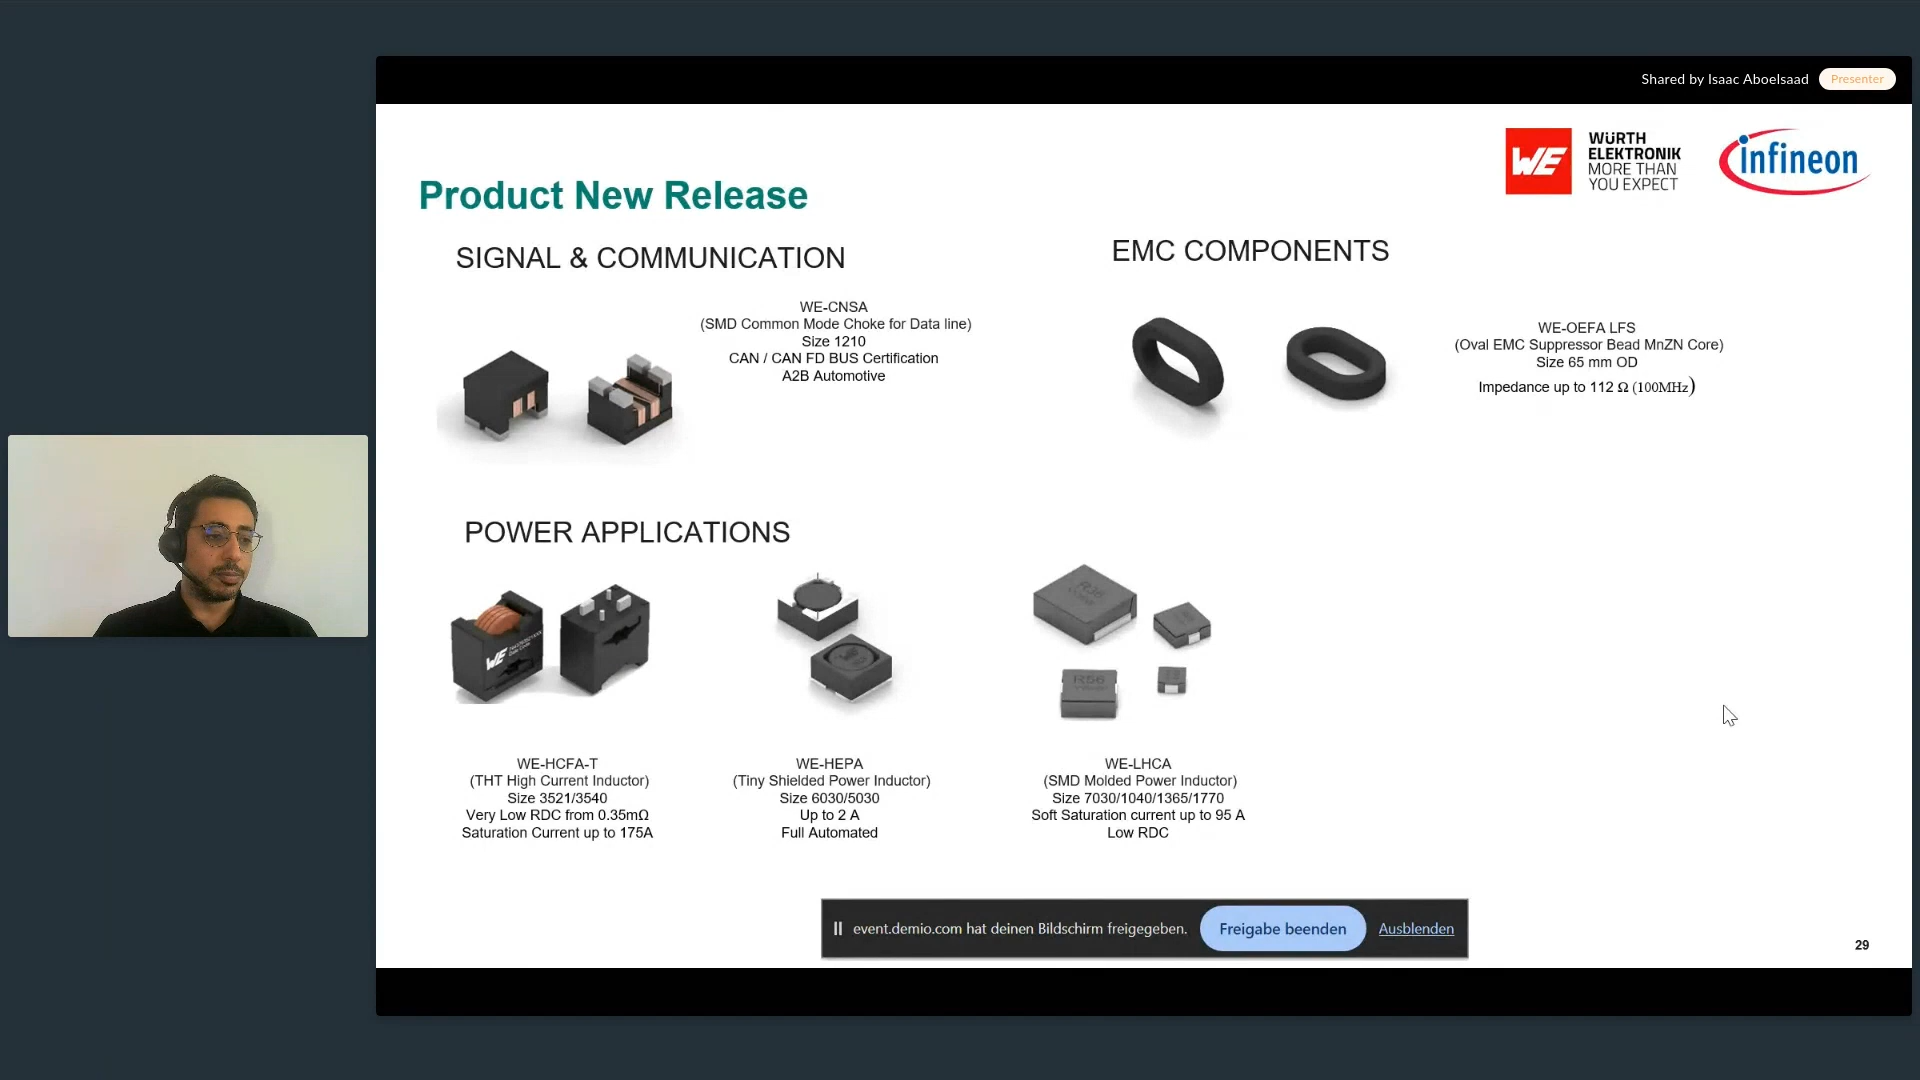 Shared by Isaac Aboelsaad
Presenter
WE
WÜRTH
ELEKTRONIK
MORE THAN
YOU EXPECT
infineon
Product New Release
SIGNAL & COMMUNICATION
WE-CNSA
(SMD Common Mode Choke for Data line)
Size 1210
CAN / CAN FD BUS Certification
A2B Automotive
EMC COMPONENTS
WE-OEFA LFS
(Oval EMC Suppressor Bead MnZN Core)
Size 65 mm OD
Impedance up to 112 Ω (100MHz)
POWER APPLICATIONS
WE
R56
WE-HCFA-T
(THT High Current Inductor)
Size 3521/3540
Very Low RDC from 0.35mΩ
Saturation Current up to 175A
WE-HEPA
(Tiny Shielded Power Inductor)
Size 6030/5030
Up to 2 A
Full Automated
WE-LHCA
(SMD Molded Power Inductor)
Size 7030/1040/1365/1770
Soft Saturation current up to 95 A
Low RDC
event.demio.com hat deinen Bildschirm freigegeben.
Freigabe beenden
Ausblenden
29